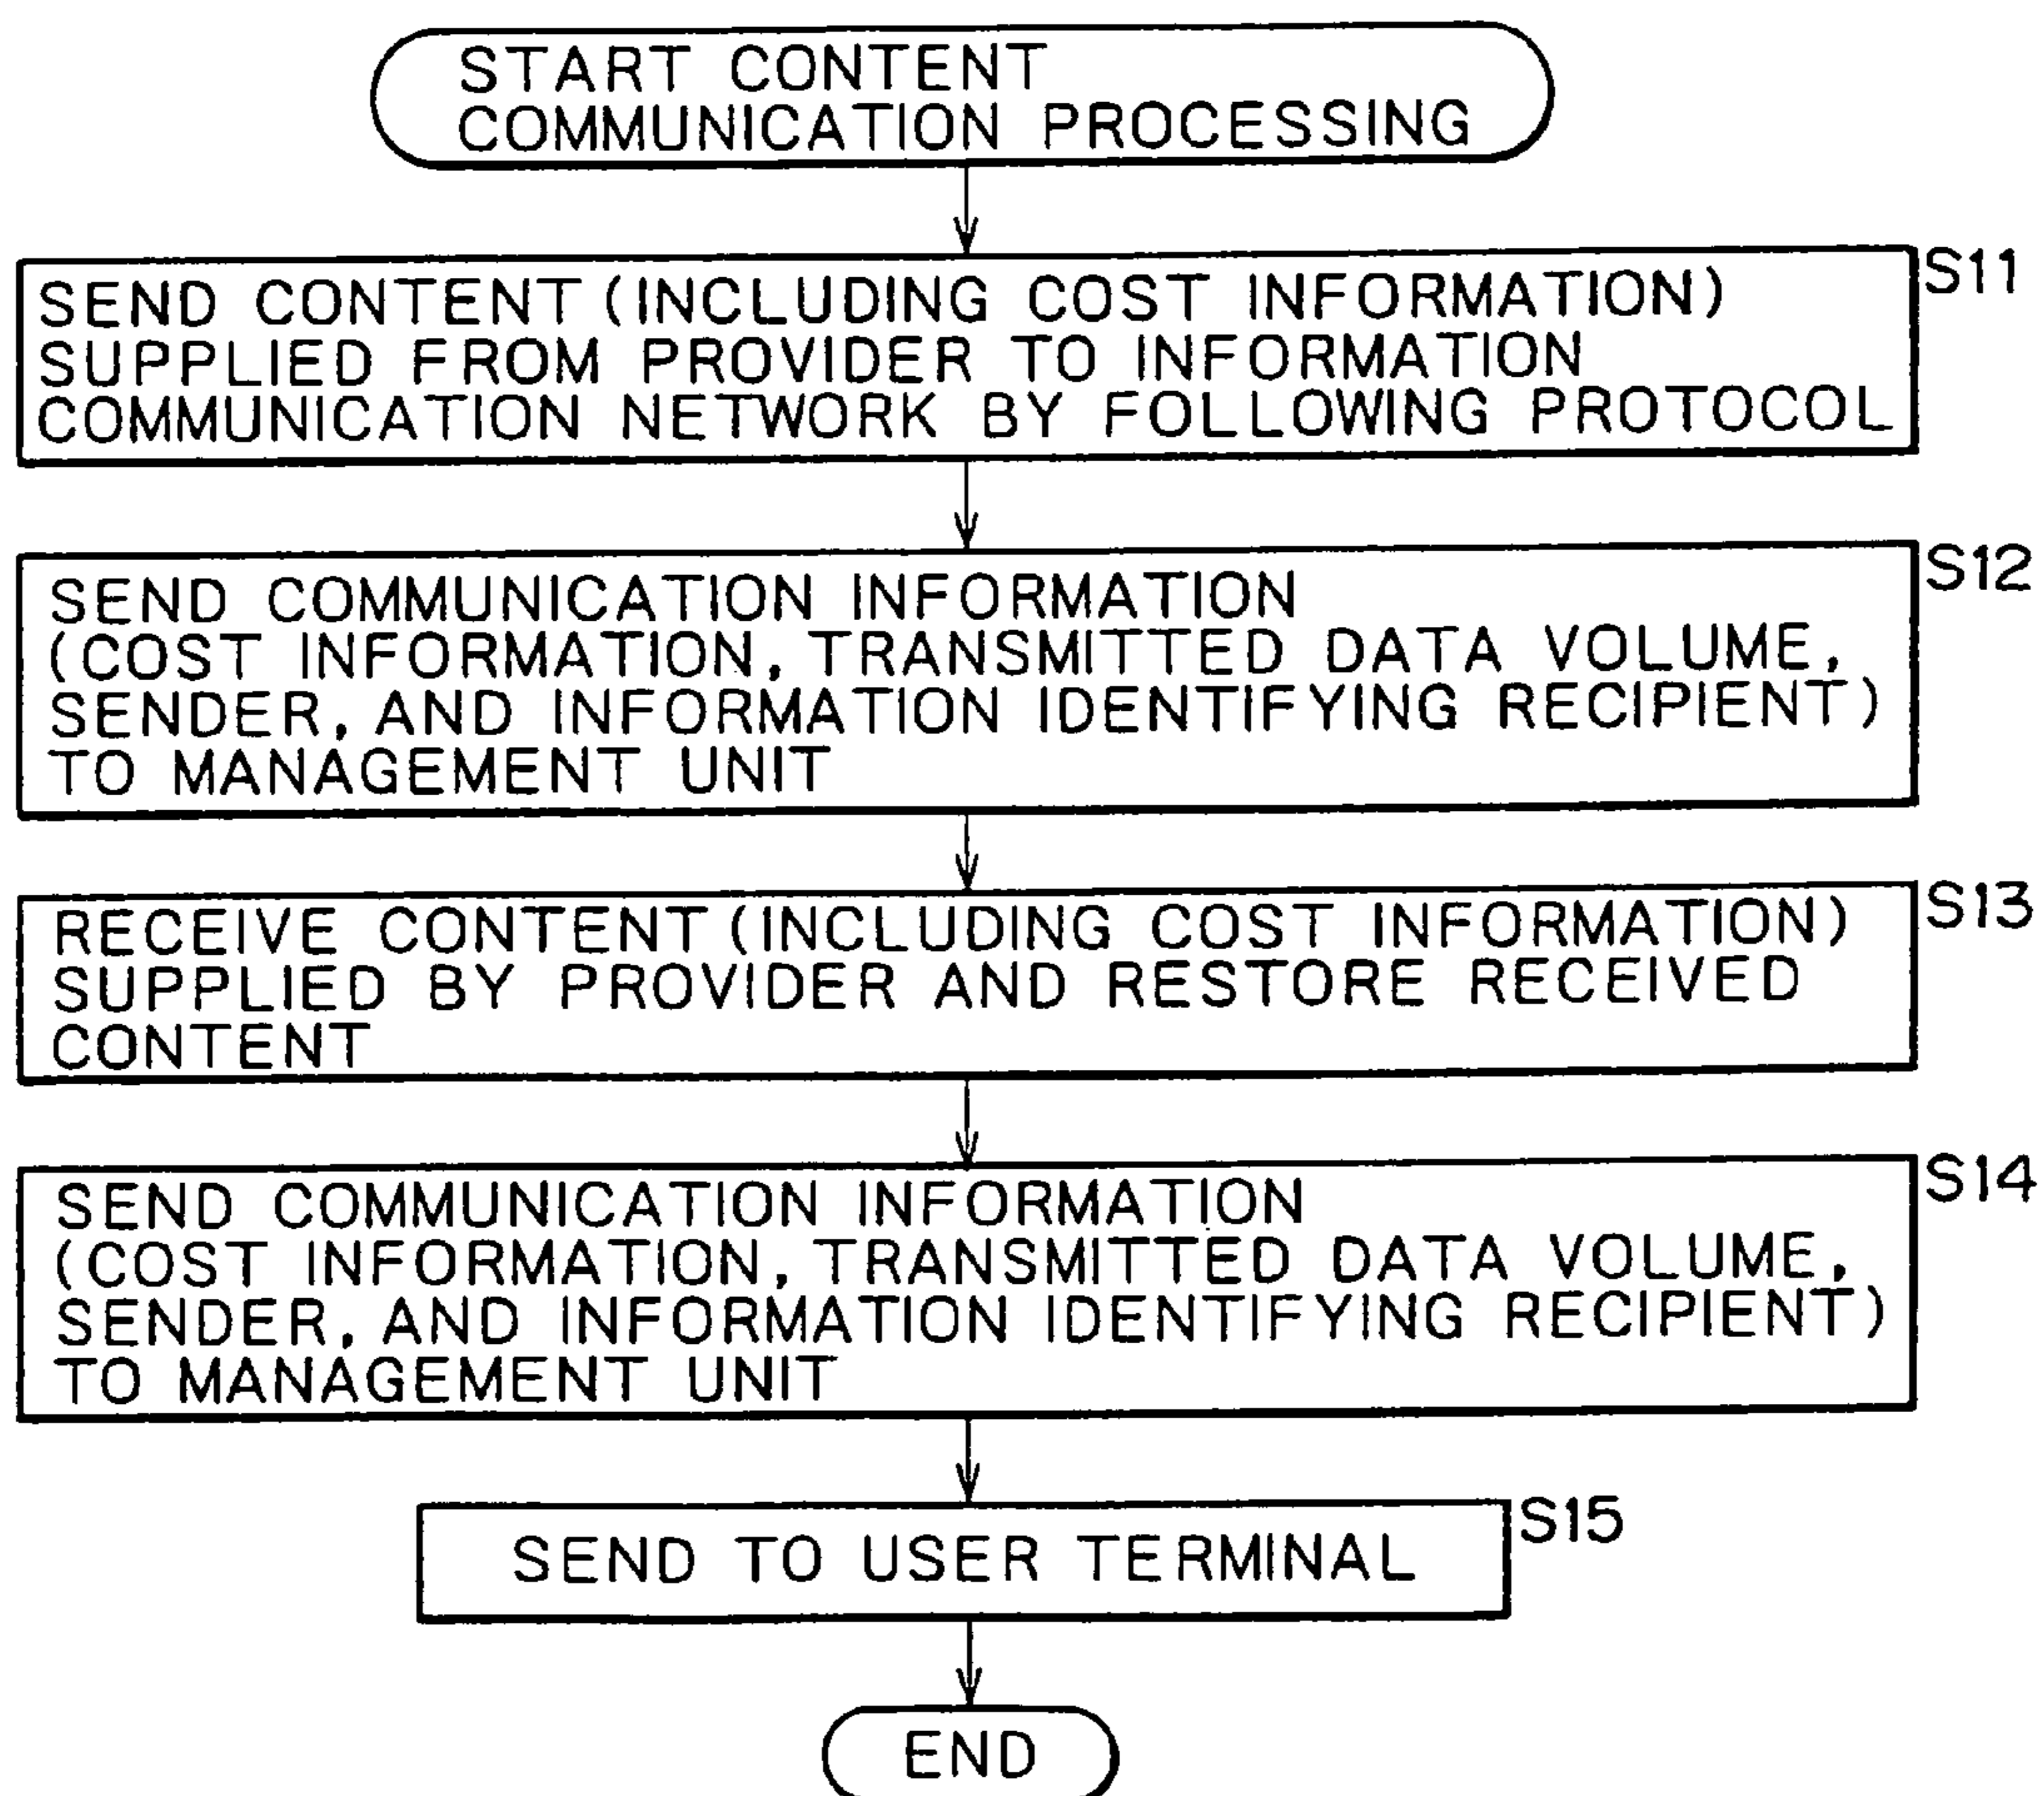 START CONTENT
COMMUNICATION PROCESSING
S11
SEND CONTENT (INCLUDING COST INFORMATION)
SUPPLIED FROM PROVIDER TO INFORMATION
COMMUNICATION NETWORK BY FOLLOWING PROTOCOL
S12
SEND COMMUNICATION INFORMATION
(COST INFORMATION, TRANSMITTED DATA VOLUME,
SENDER, AND INFORMATION IDENTIFYING RECIPIENT)
TO MANAGEMENT UNIT
S13
RECEIVE CONTENT (INCLUDING COST INFORMATION)
SUPPLIED BY PROVIDER AND RESTORE RECEIVED
CONTENT
S14
SEND COMMUNICATION INFORMATION
(COST INFORMATION, TRANSMITTED DATA VOLUME,
SENDER, AND INFORMATION IDENTIFYING RECIPIENT)
TO MANAGEMENT UNIT
S15
SEND TO USER TERMINAL
END